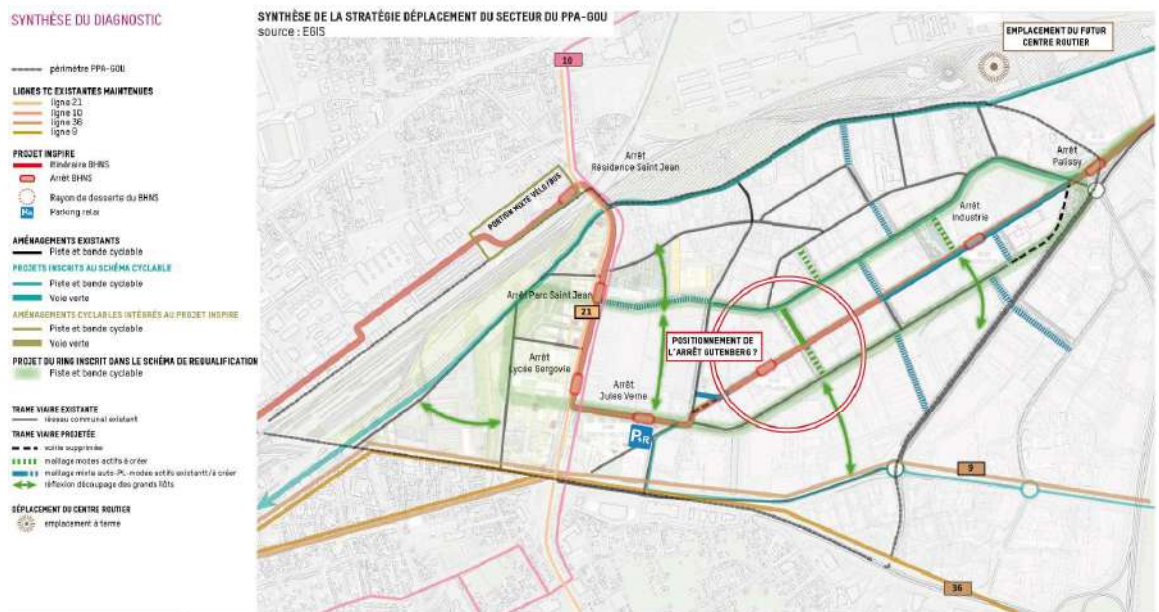 SYNTHÈSE DU DIAGNOSTIC
périmètre PPA-GOU
LIGNES TC EXISTANTES MAINTENUES
ligne 21
ligne 10
ligne 36
ligne 9
PROJET INSPIRE
Itinéraire BHNS
Arrêt BHNS
Rayon de desserte du BHNS
P+R
Parking relai
AMÉNAGEMENTS EXISTANTS
Piste et bande cyclable
PROJETS INSCRITS AU SCHÉMA CYCLABLE
Piste et bande cyclable
Voie verte
AMÉNAGEMENTS CYCLABLES INTÉGRÉS AU PROJET INSPIRE
Piste et bande cyclable
Voie verte
PROJET DU RING INSCRIT DANS LE SCHÉMA DE REQUALIFICATION
Piste et bande cyclable
TRAME VIAIRE EXISTANTE
réseau communal existant
TRAME VIAIRE PROJETÉE
voirie supprimée
maillage modes actifs à créer
maillage mixte auto-PL-modes actifs existant/à créer
réflexion découpage des grands îlots
DÉPLACEMENT DU CENTRE ROUTIER
emplacement à terme
SYNTHÈSE DE LA STRATÉGIE DÉPLACEMENT DU SECTEUR DU PPA-GOU
source : EGIS
EMPLACEMENT DU FUTUR
CENTRE ROUTIER
10
Arrêt
Résidence Saint Jean
Arrêt
Palissy
PORTION MIXTE VÉLO/BUS
Arrêt
Industrie
Arrêt Parc Saint Jean
21
POSITIONNEMENT DE
L'ARRÊT GUTENBERG ?
Arrêt
Lycée Gergovie
Arrêt
Jules Verne
P+R
9
36